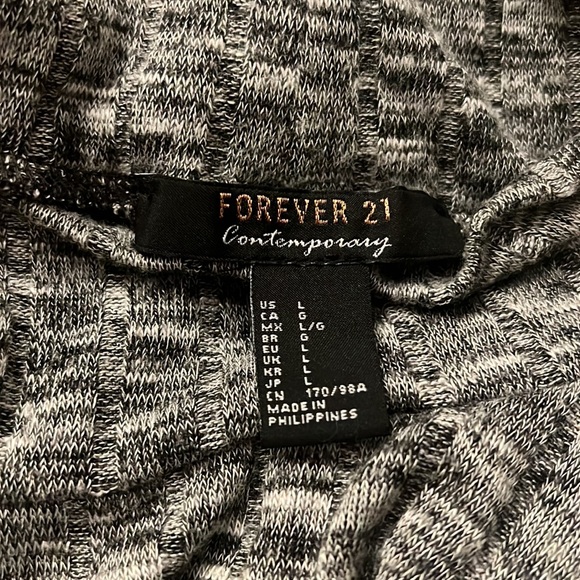 FOREVER 21
Contemporary
US L
CA G
MX L/G
BR G
EU L
UK L
KR L
JP L
CN 170/98A
MADE IN
PHILIPPINES